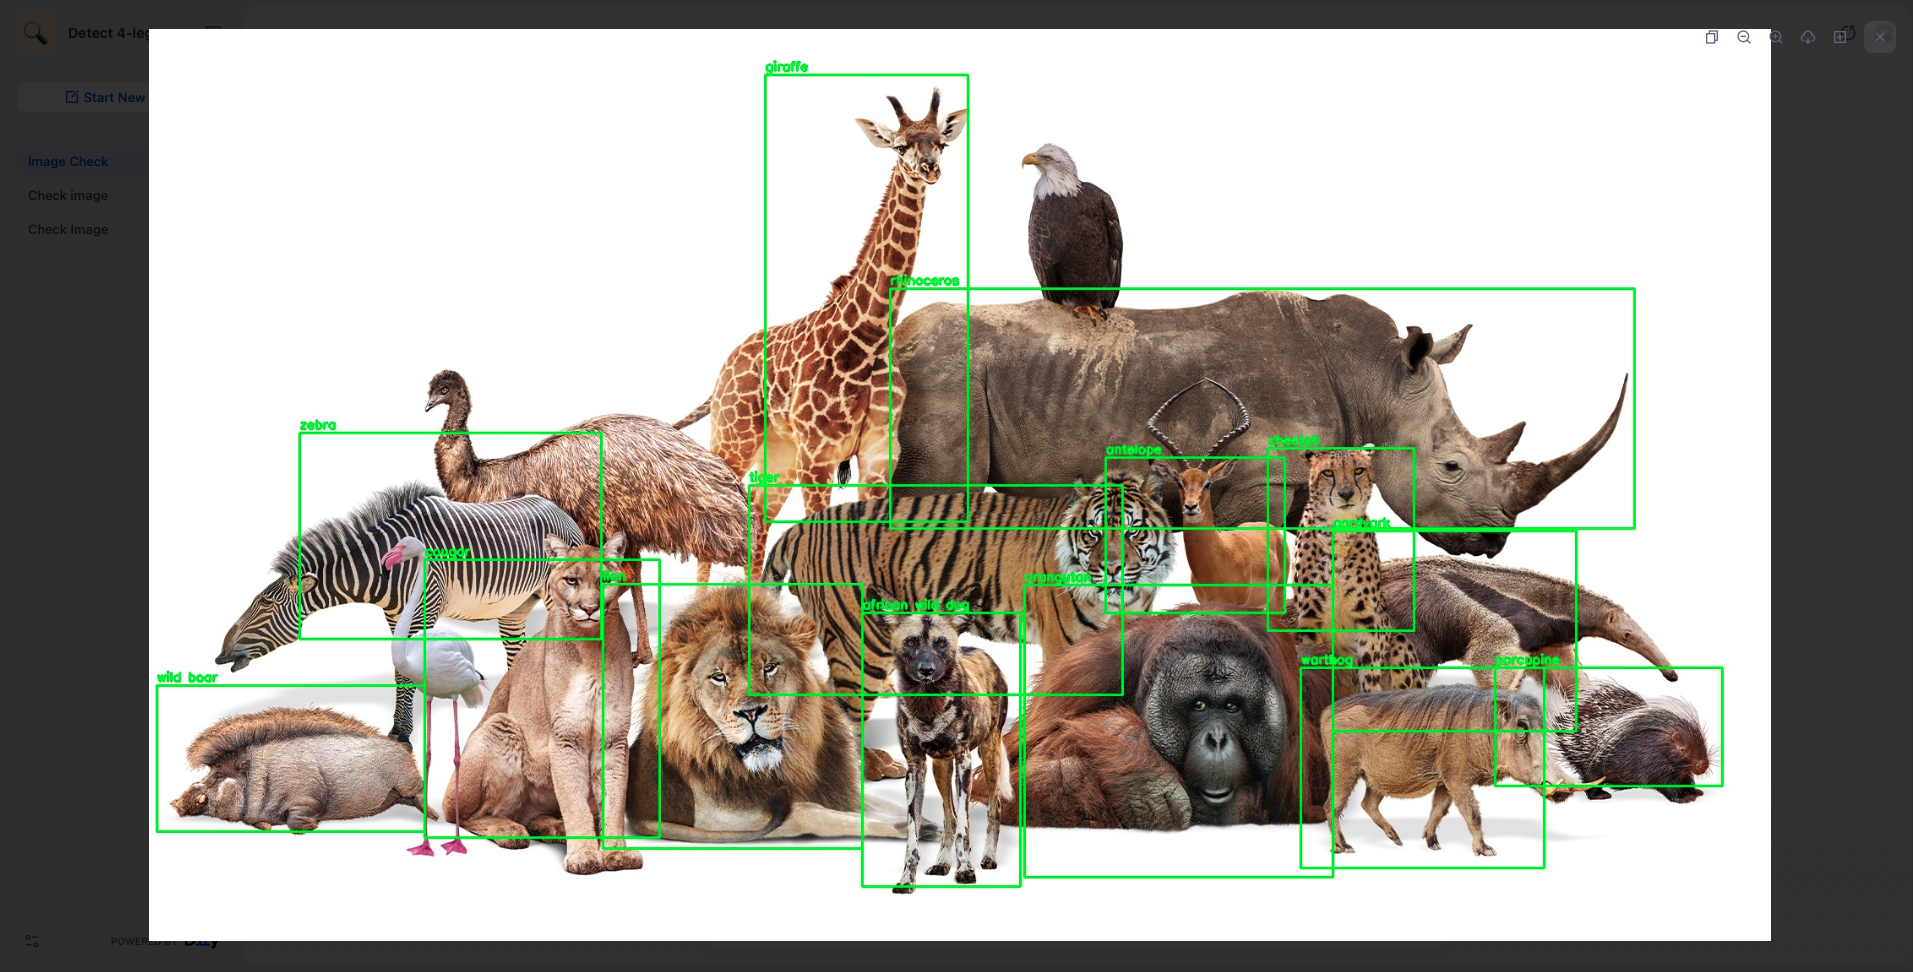 Detect 4-leg
Start New
Image Check
Check image
Check Image
giraffe
rhinoceros
zebra
cheetah
antelope
tiger
aardvark
cougar
lion
orangutan
african wild dog
warthog
porcupine
wild boar
POWERED BY Dify